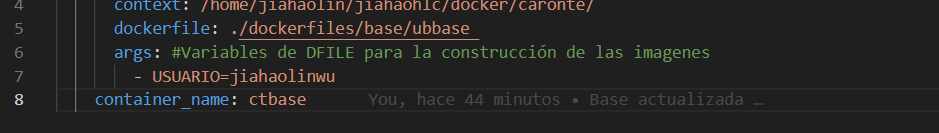 4 context: /home/jiahaolin/jiahaohlc/docker/caronte/
5 dockerfile: ./dockerfiles/base/ubbase
6 args: #Variables de DFILE para la construcción de las imagenes
7 - USUARIO=jiahaolinwu
8 container_name: ctbase You, hace 44 minutos • Base actualizada …